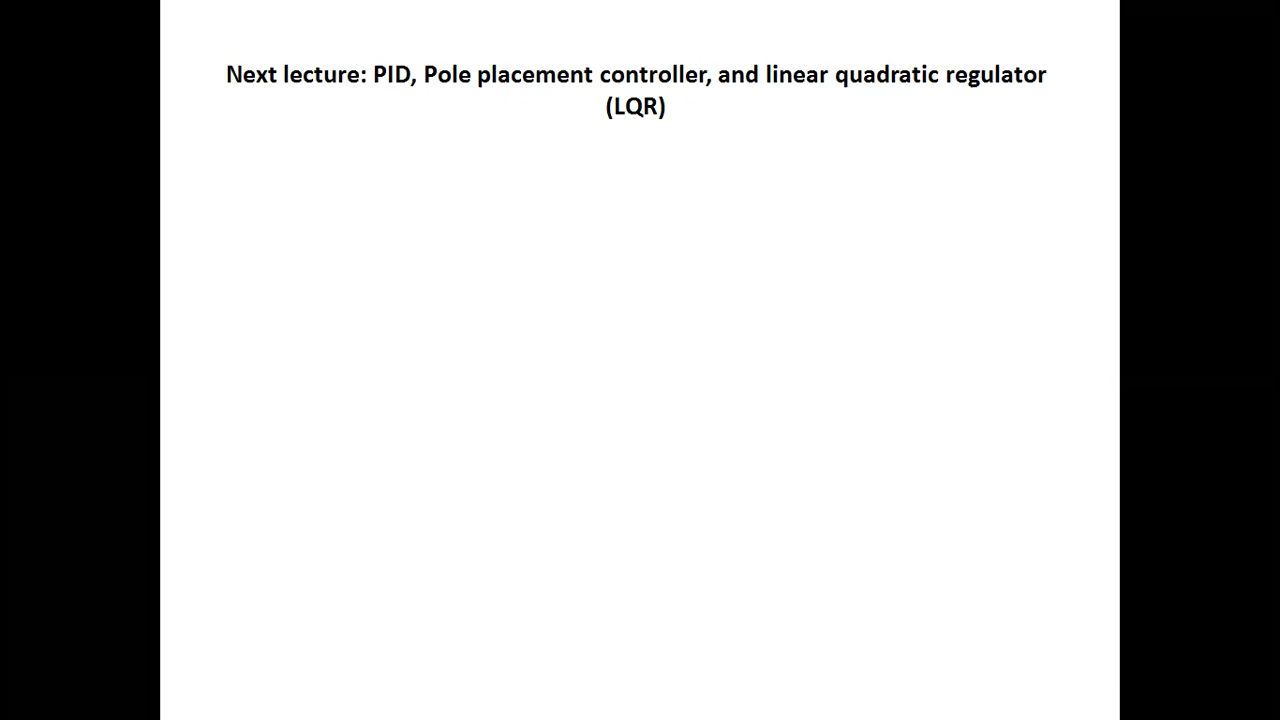 Next lecture: PID, Pole placement controller, and linear quadratic regulator
(LQR)